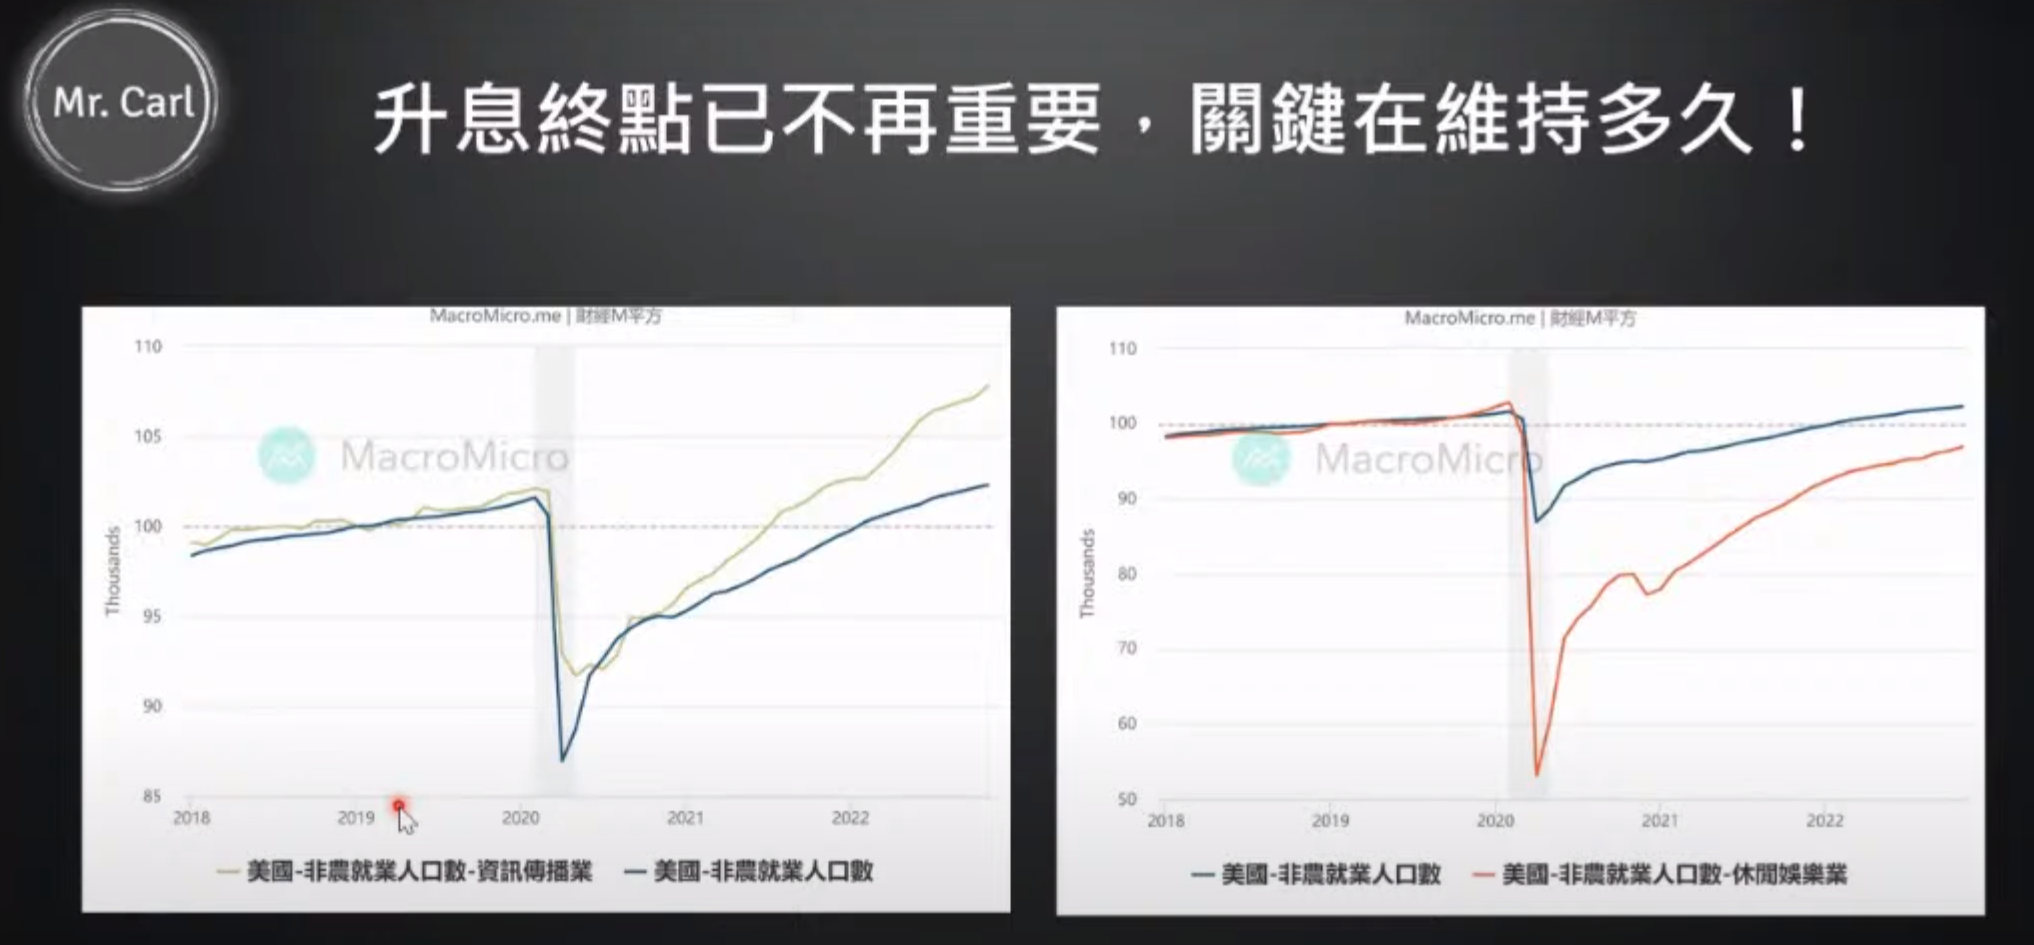 Mr. Carl
升息終點已不再重要，關鍵在維持多久！
MacroMicro.me | 財經M平方
110
105
100
95
90
85
Thousands
MacroMicro
2018
2019
2020
2021
2022
美國-非農就業人口數-資訊傳播業
美國-非農就業人口數
MacroMicro.me | 財經M平方
110
100
90
80
70
60
50
Thousands
MacroMicro
2018
2019
2020
2021
2022
美國-非農就業人口數
美國-非農就業人口數-休閒娛樂業